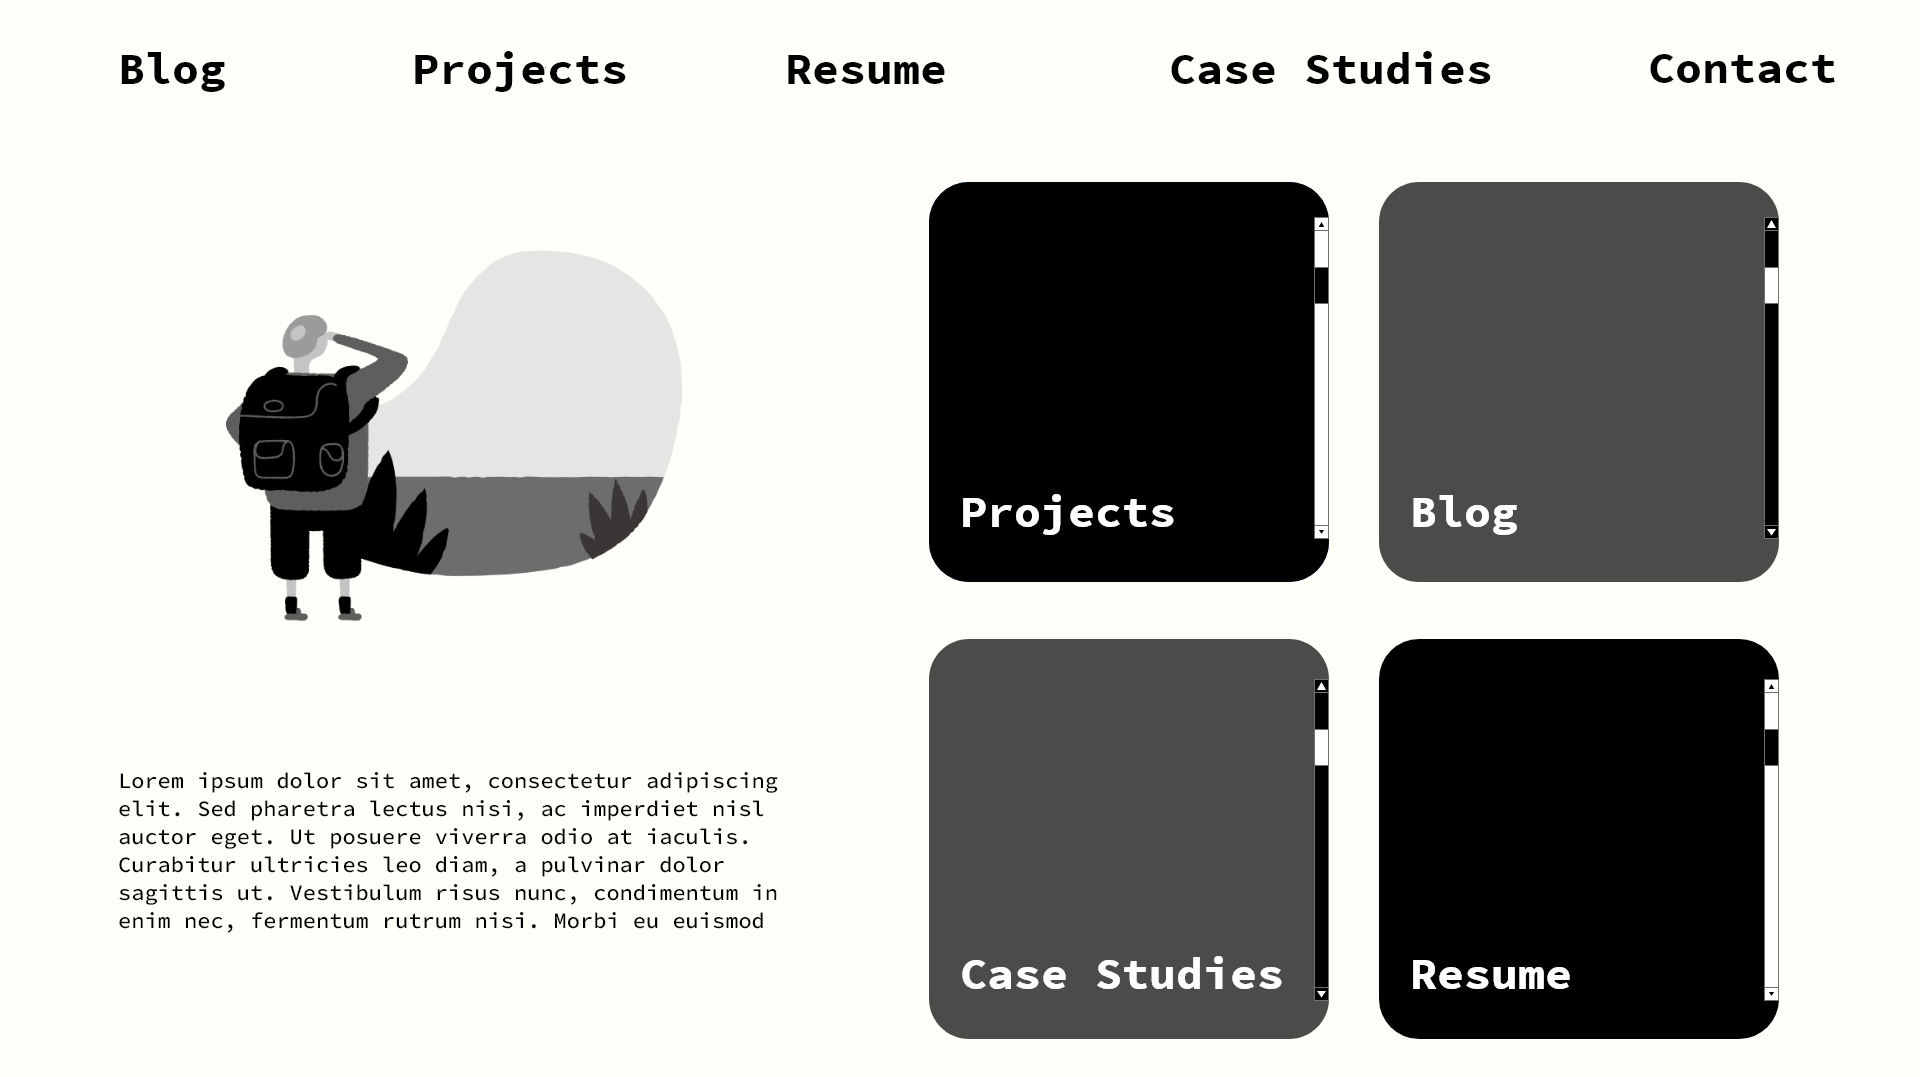 Blog
Projects
Resume
Case Studies
Contact
Projects
Blog
Case Studies
Resume
Lorem ipsum dolor sit amet, consectetur adipiscing
elit. Sed pharetra lectus nisi, ac imperdiet nisl
auctor eget. Ut posuere viverra odio at iaculis.
Curabitur ultricies leo diam, a pulvinar dolor
sagittis ut. Vestibulum risus nunc, condimentum in
enim nec, fermentum rutrum nisi. Morbi eu euismod